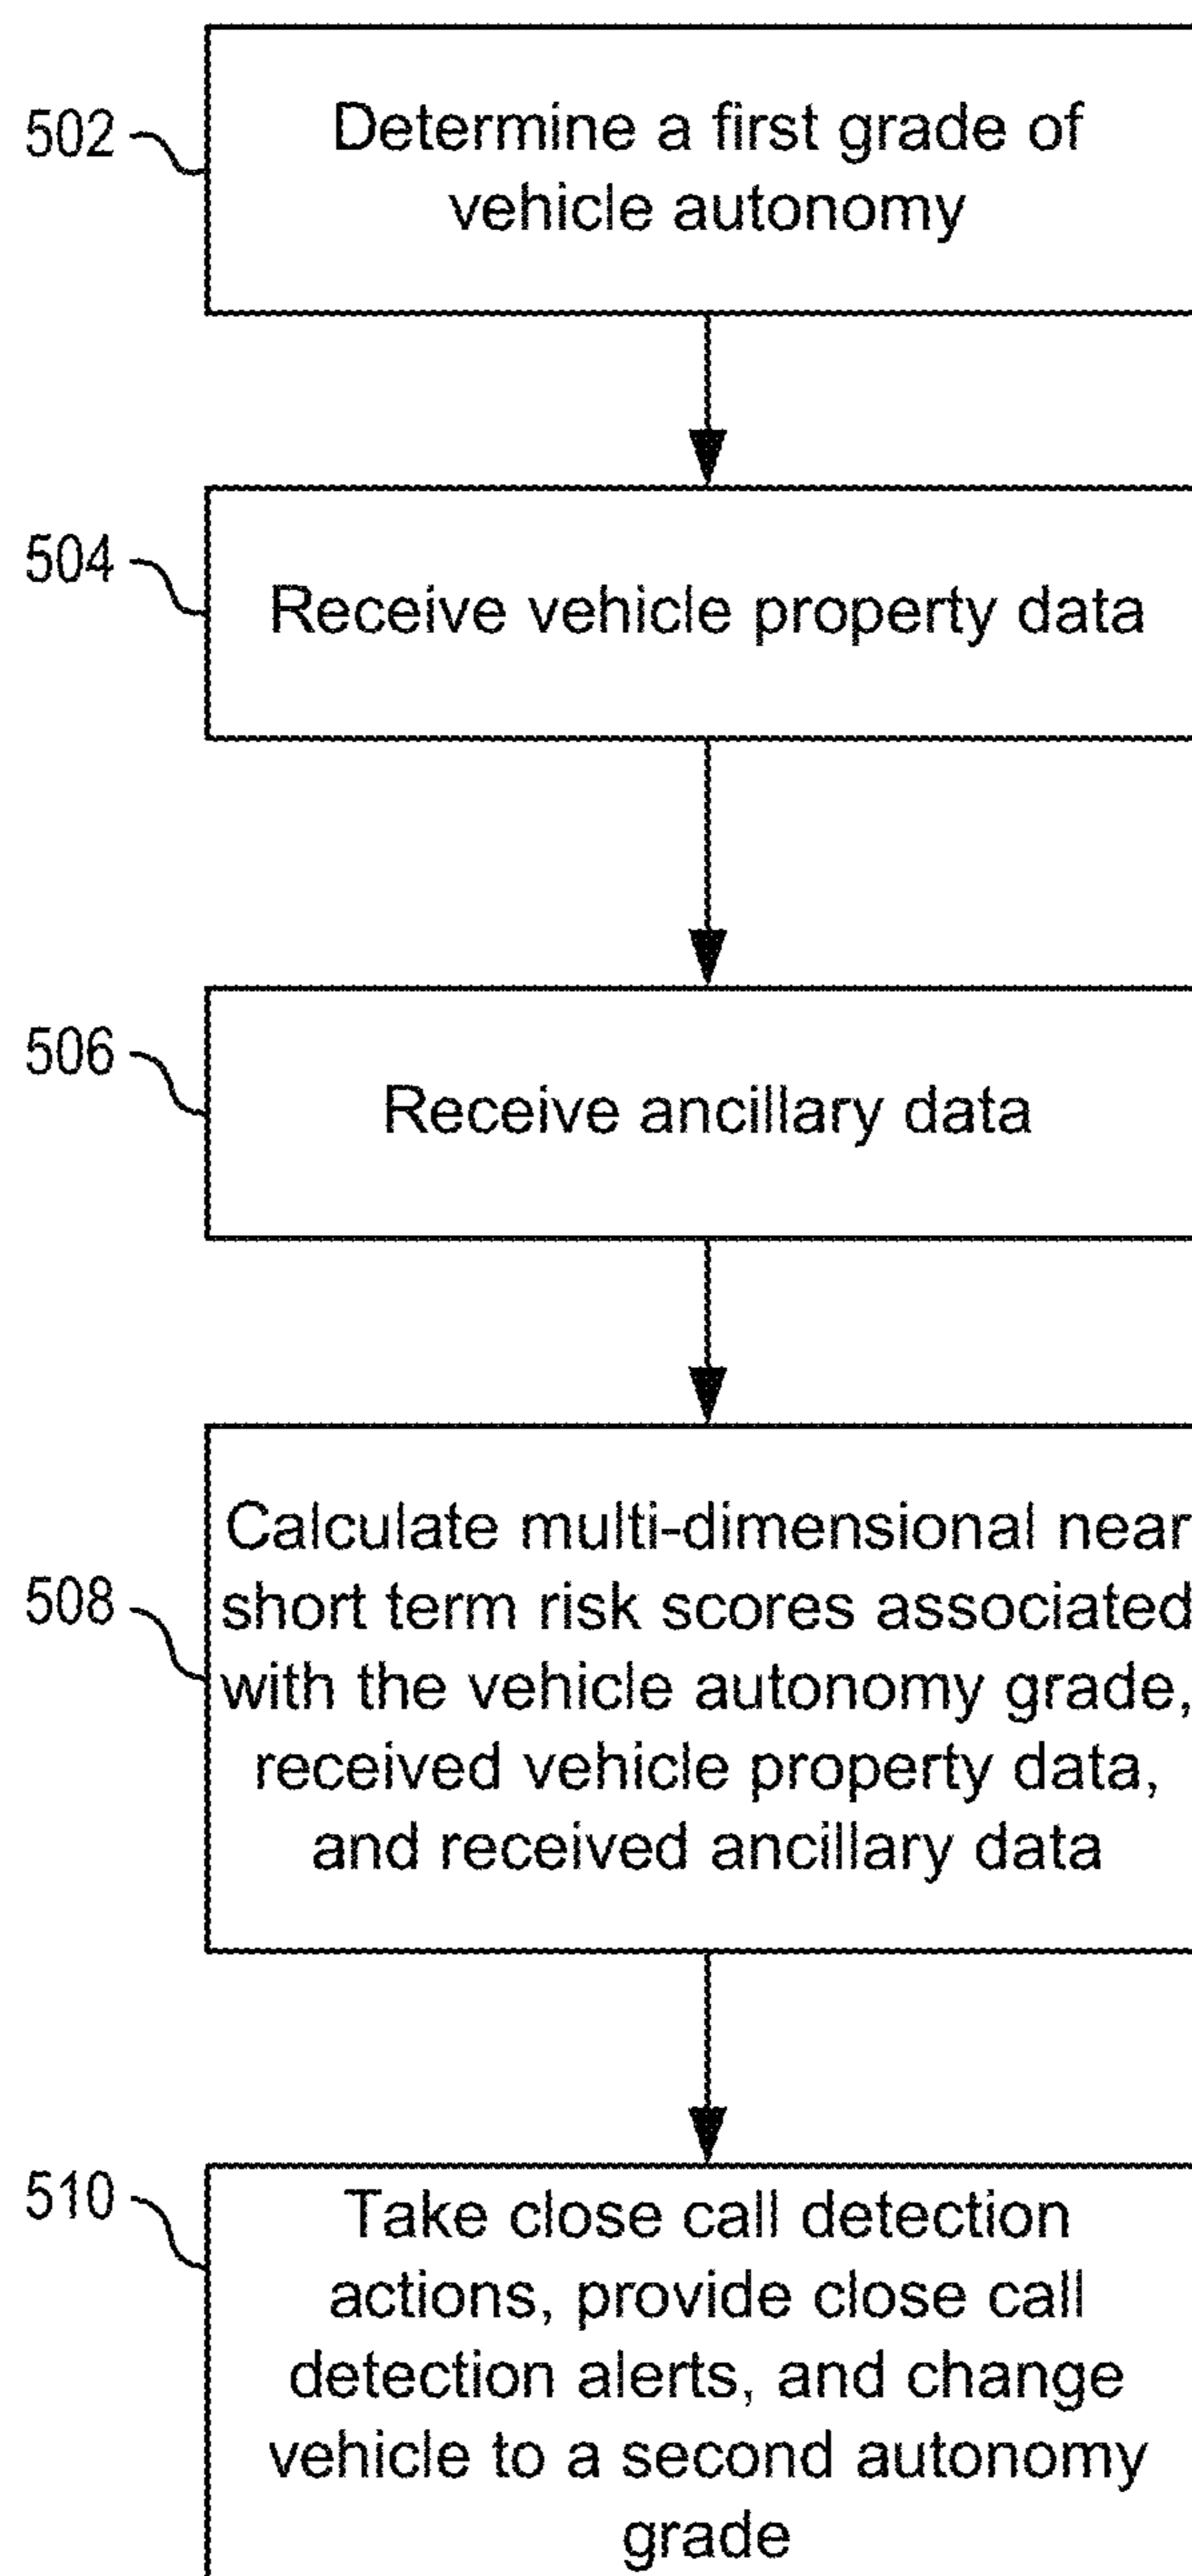 502
Determine a first grade of
vehicle autonomy
504
Receive vehicle property data
506
Receive ancillary data
508
Calculate multi-dimensional near
short term risk scores associated
with the vehicle autonomy grade,
received vehicle property data,
and received ancillary data
510
Take close call detection
actions, provide close call
detection alerts, and change
vehicle to a second autonomy
grade